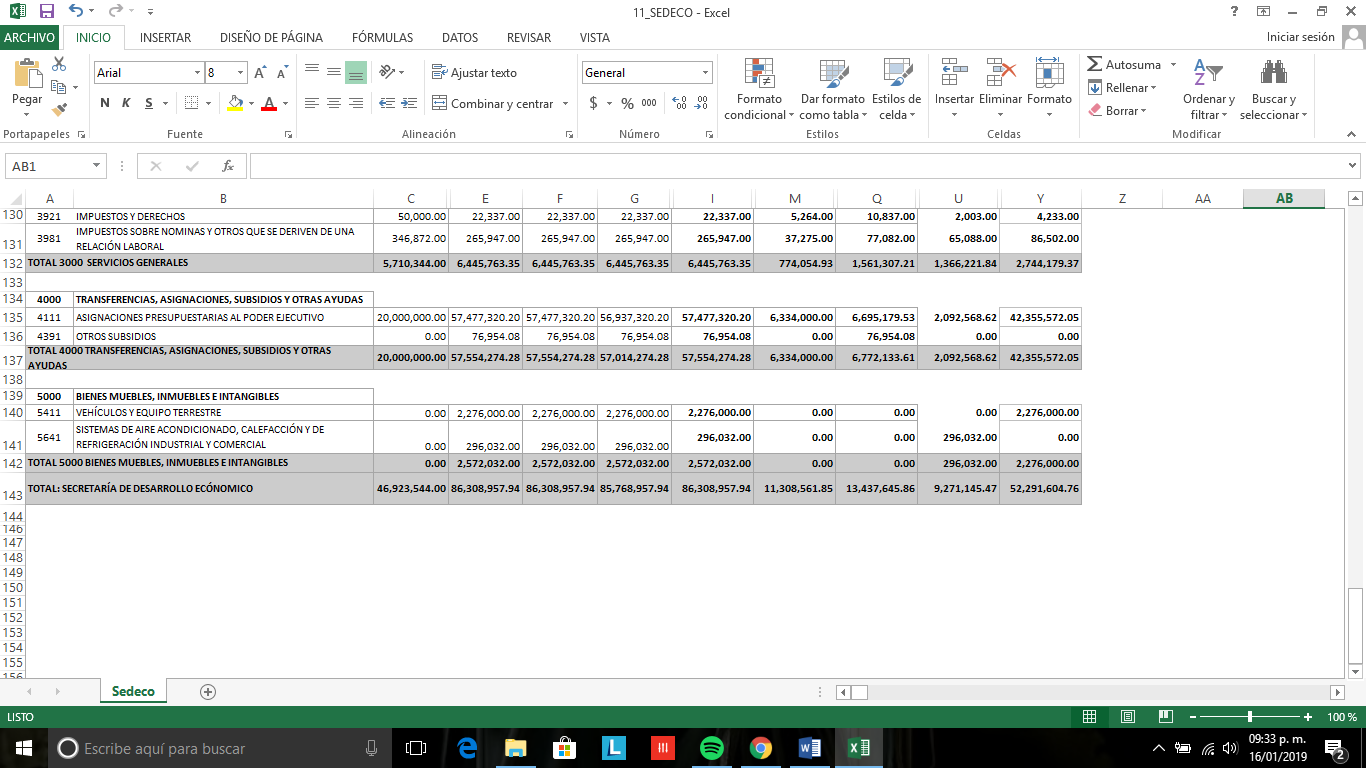 11_SEDECO - Excel
ARCHIVO INICIO INSERTAR DISEÑO DE PÁGINA FÓRMULAS DATOS REVISAR VISTA Iniciar sesión
Arial 8 Ajustar texto General Autosuma
Rellenar
Pegar N K S Combinar y centrar $ % 000 Formato condicional Dar formato como tabla Estilos de celda Insertar Eliminar Formato Borrar Ordenar y filtrar Buscar y seleccionar
Portapapeles Fuente Alineación Número Estilos Celdas Modificar
AB1 fx
A B C E F G I M Q U Y Z AA AB
130 3921 IMPUESTOS Y DERECHOS 50,000.00 22,337.00 22,337.00 22,337.00 22,337.00 5,264.00 10,837.00 2,003.00 4,233.00
IMPUESTOS SOBRE NOMINAS Y OTROS QUE SE DERIVEN DE UNA
131 3981 RELACIÓN LABORAL 346,872.00 265,947.00 265,947.00 265,947.00 265,947.00 37,275.00 77,082.00 65,088.00 86,502.00
132 TOTAL 3000 SERVICIOS GENERALES 5,710,344.00 6,445,763.35 6,445,763.35 6,445,763.35 6,445,763.35 774,054.93 1,561,307.21 1,366,221.84 2,744,179.37
133
134 4000 TRANSFERENCIAS, ASIGNACIONES, SUBSIDIOS Y OTRAS AYUDAS
135 4111 ASIGNACIONES PRESUPUESTARIAS AL PODER EJECUTIVO 20,000,000.00 57,477,320.20 57,477,320.20 56,937,320.20 57,477,320.20 6,334,000.00 6,695,179.53 2,092,568.62 42,355,572.05
136 4391 OTROS SUBSIDIOS 0.00 76,954.08 76,954.08 76,954.08 76,954.08 0.00 76,954.08 0.00 0.00
TOTAL 4000 TRANSFERENCIAS, ASIGNACIONES, SUBSIDIOS Y OTRAS
137 AYUDAS 20,000,000.00 57,554,274.28 57,554,274.28 57,014,274.28 57,554,274.28 6,334,000.00 6,772,133.61 2,092,568.62 42,355,572.05
138
139 5000 BIENES MUEBLES, INMUEBLES E INTANGIBLES
140 5411 VEHÍCULOS Y EQUIPO TERRESTRE 0.00 2,276,000.00 2,276,000.00 2,276,000.00 2,276,000.00 0.00 0.00 0.00 2,276,000.00
SISTEMAS DE AIRE ACONDICIONADO, CALEFACCIÓN Y DE
141 5641 REFRIGERACIÓN INDUSTRIAL Y COMERCIAL 0.00 296,032.00 296,032.00 296,032.00 296,032.00 0.00 0.00 296,032.00 0.00
142 TOTAL 5000 BIENES MUEBLES, INMUEBLES E INTANGIBLES 0.00 2,572,032.00 2,572,032.00 2,572,032.00 2,572,032.00 0.00 0.00 296,032.00 2,276,000.00
143 TOTAL: SECRETARÍA DE DESARROLLO ECÓNOMICO 46,923,544.00 86,308,957.94 86,308,957.94 85,768,957.94 86,308,957.94 11,308,561.85 13,437,645.86 9,271,145.47 52,291,604.76
144
146
147
148
149
150
151
152
153
154
155
156
Sedeco
LISTO 100 %
Escribe aquí para buscar 09:33 p. m.
16/01/2019 2